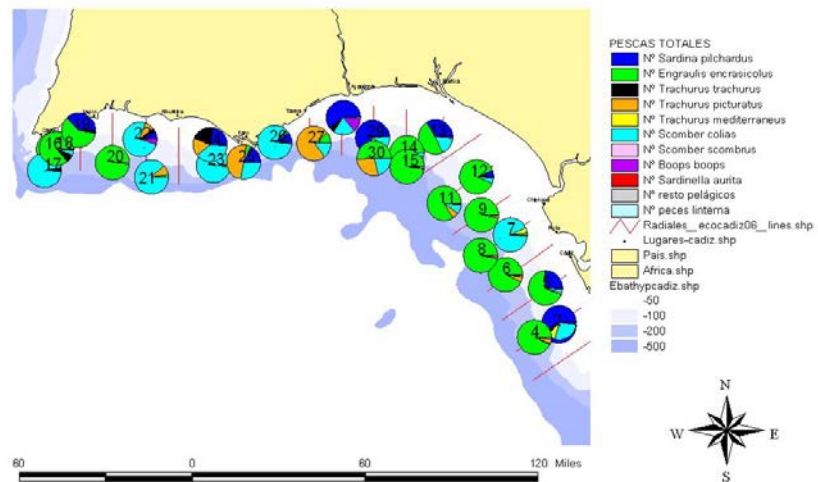 PESCAS TOTALES
Nº Sardina pilchardus
Nº Engraulis encrasicolus
Nº Trachurus trachurus
Nº Trachurus picturatus
Nº Trachurus mediterraneus
Nº Scomber colias
Nº Scomber scombrus
Nº Boops boops
Nº Sardinella aurita
Nº resto pelágicos
Nº peces linterna
Radiales__ecocadiz06__lines.shp
Lugares-cadiz.shp
Pais.shp
Africa.shp
Ebathypcadiz.shp
-50
-100
-200
-500
16
18
17
20
21
23
26
27
29
30
14
15
13
12
11
9
7
8
6
4
N
W
E
S
60
0
60
120 Miles